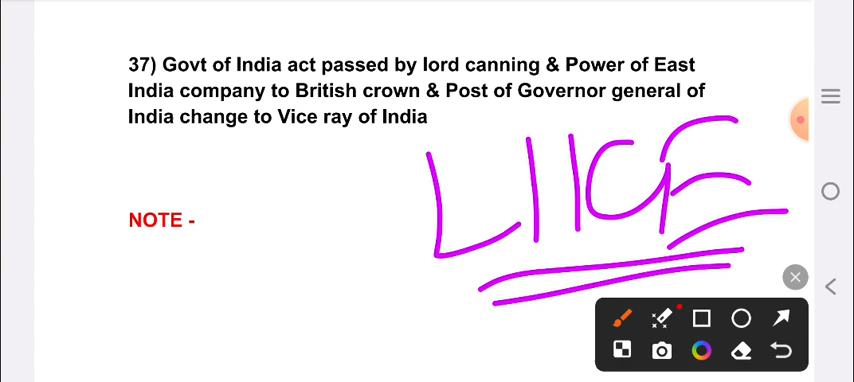 37) Govt of India act passed by lord canning & Power of East
India company to British crown & Post of Governor general of
India change to Vice ray of India
NOTE -